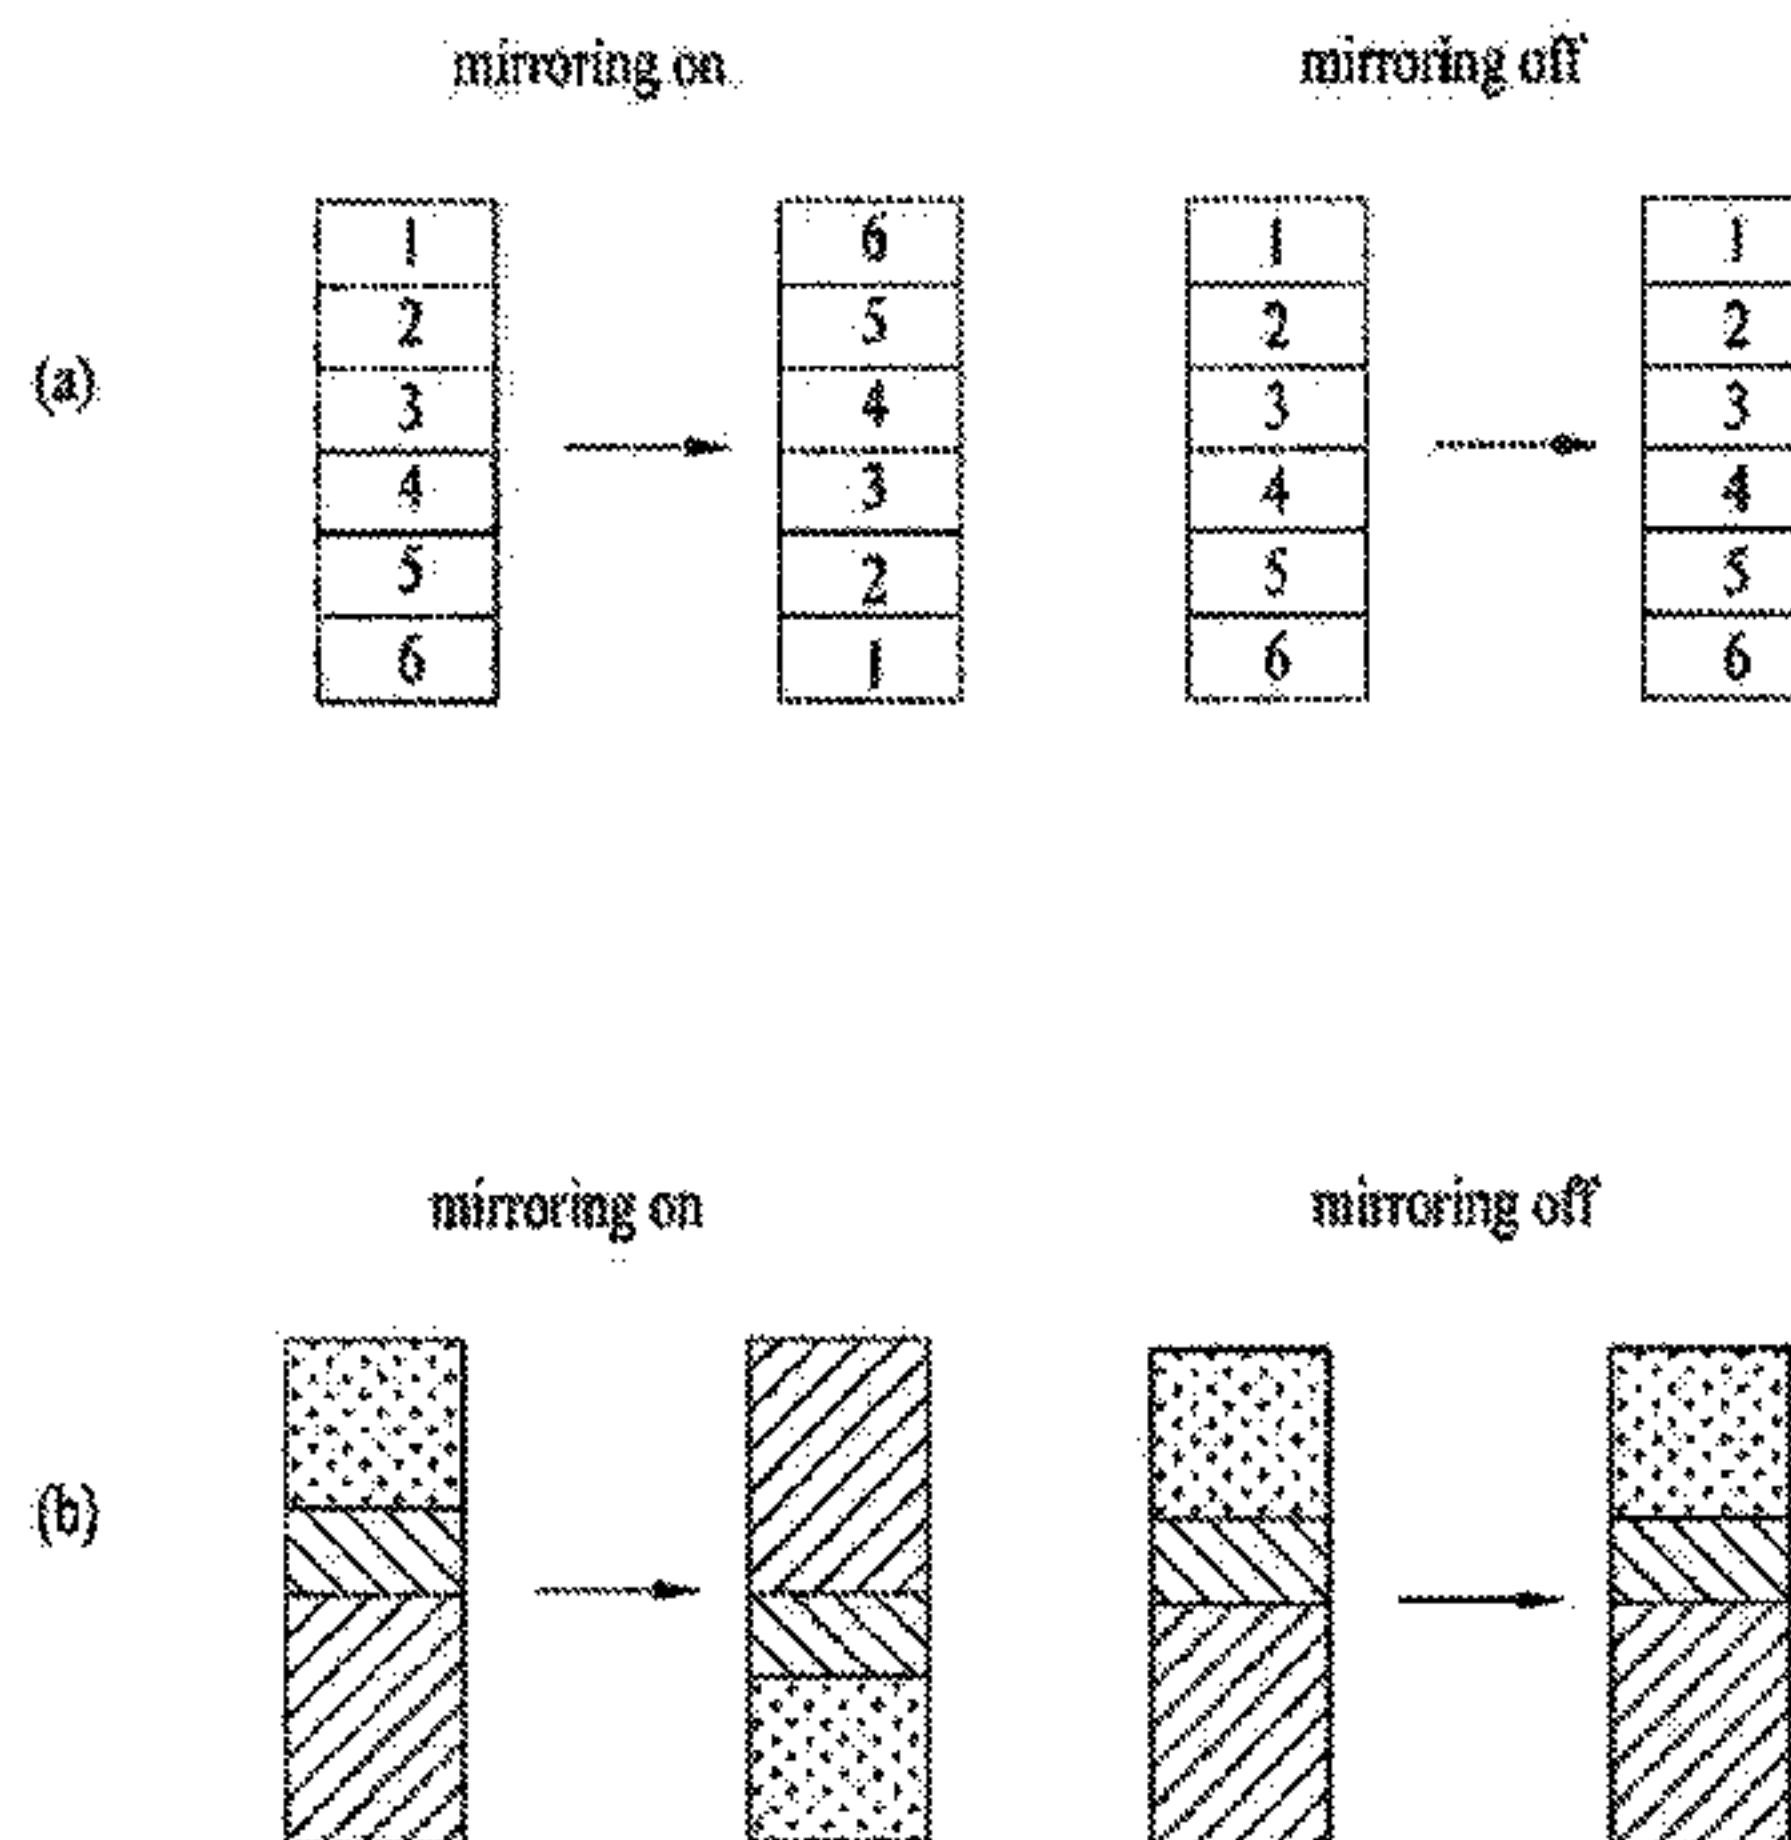 mirroring on mirroring off
1 6 1 1
2 5 2 2
(a)
3 4 3 3
4 3 4 4
5 2 5 5
6 1 6 6
mirroring on mirroring off
(b)